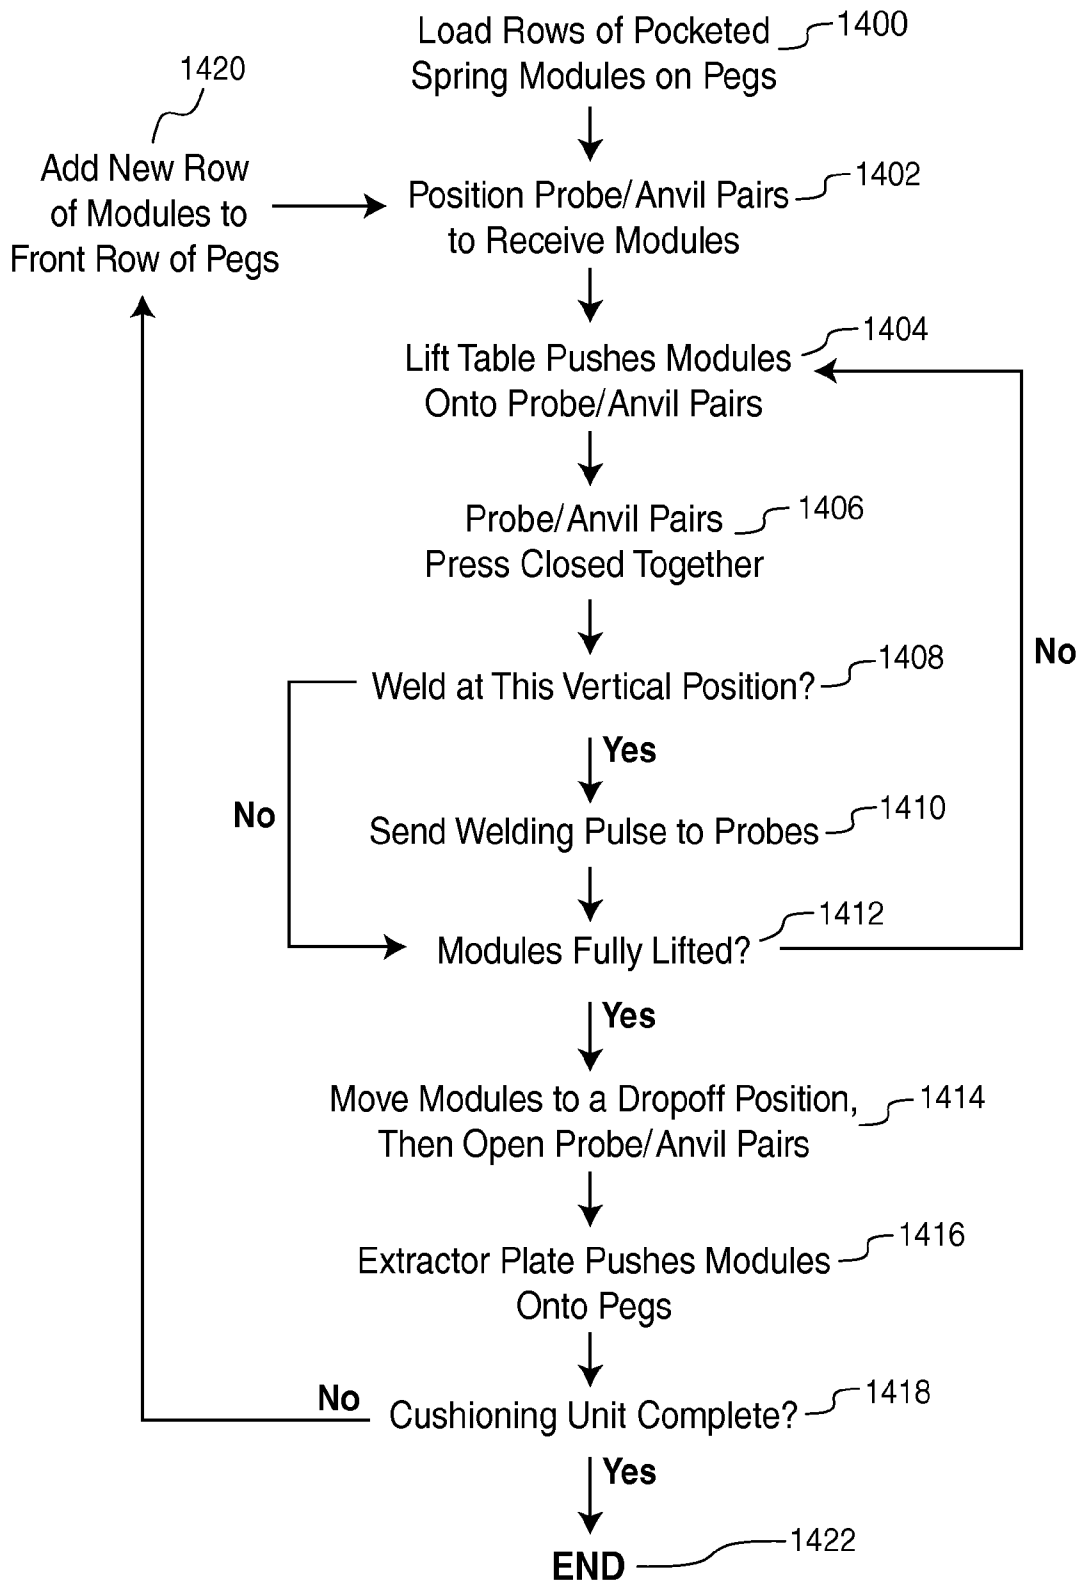 Load Rows of Pocketed
Spring Modules on Pegs
1400
1420
Add New Row
of Modules to
Front Row of Pegs
Position Probe/Anvil Pairs
to Receive Modules
1402
Lift Table Pushes Modules
Onto Probe/Anvil Pairs
1404
Probe/Anvil Pairs
Press Closed Together
1406
No
Weld at This Vertical Position?
1408
Yes
No
Send Welding Pulse to Probes
1410
Modules Fully Lifted?
1412
Yes
Move Modules to a Dropoff Position,
Then Open Probe/Anvil Pairs
1414
Extractor Plate Pushes Modules
Onto Pegs
1416
No
Cushioning Unit Complete?
1418
Yes
END
1422